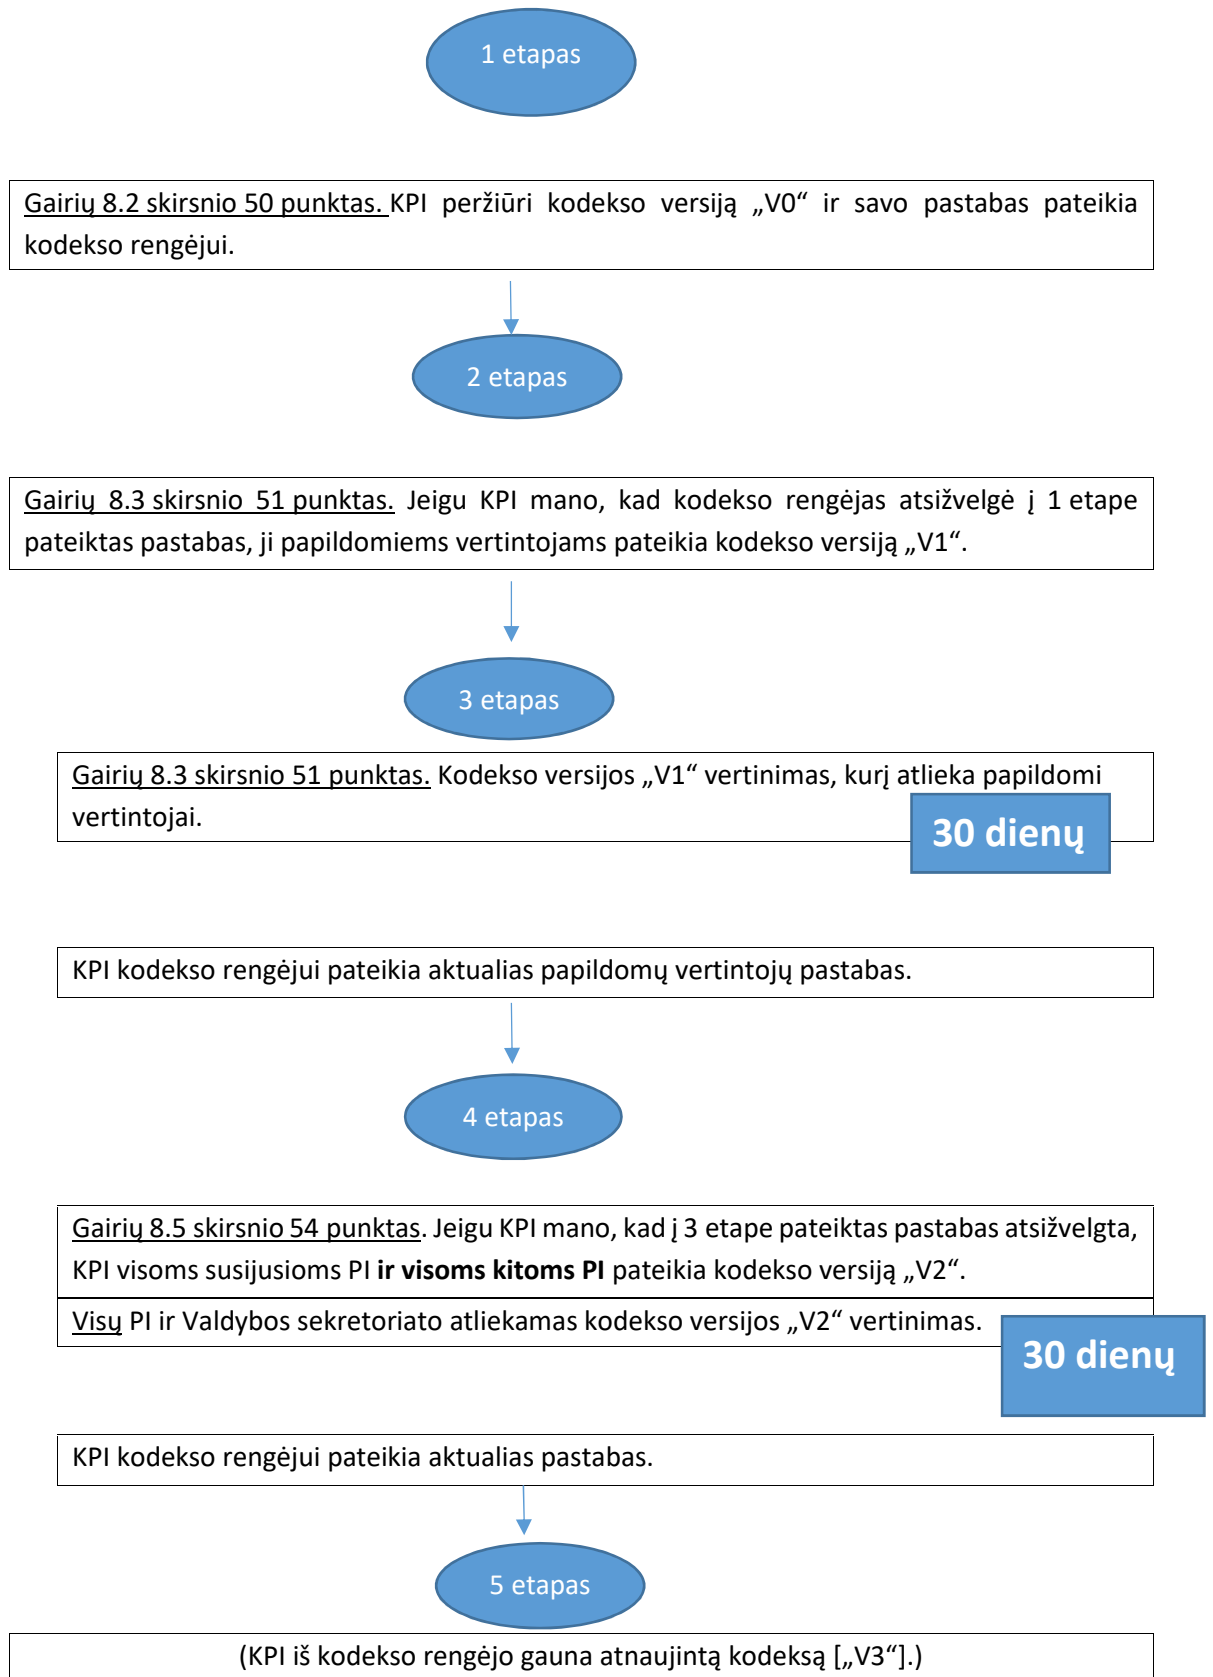 1 etapas
Gairių 8.2 skirsnio 50 punktas. KPI peržiūri kodekso versiją „V0“ ir savo pastabas pateikia
kodekso rengėjui.
2 etapas
Gairių 8.3 skirsnio 51 punktas. Jeigu KPI mano, kad kodekso rengėjas atsižvelgė į 1 etape
pateiktas pastabas, ji papildomiems vertintojams pateikia kodekso versiją „V1“.
3 etapas
Gairių 8.3 skirsnio 51 punktas. Kodekso versijos „V1“ vertinimas, kurį atlieka papildomi
vertintojai.
30 dienų
KPI kodekso rengėjui pateikia aktualias papildomų vertintojų pastabas.
4 etapas
Gairių 8.5 skirsnio 54 punktas. Jeigu KPI mano, kad į 3 etape pateiktas pastabas atsižvelgta,
KPI visoms susijusioms PI ir visoms kitoms PI pateikia kodekso versiją „V2“.
Visų PI ir Valdybos sekretoriato atliekamas kodekso versijos „V2“ vertinimas.
30 dienų
KPI kodekso rengėjui pateikia aktualias pastabas.
5 etapas
(KPI iš kodekso rengėjo gauna atnaujintą kodeksą [„V3“].)